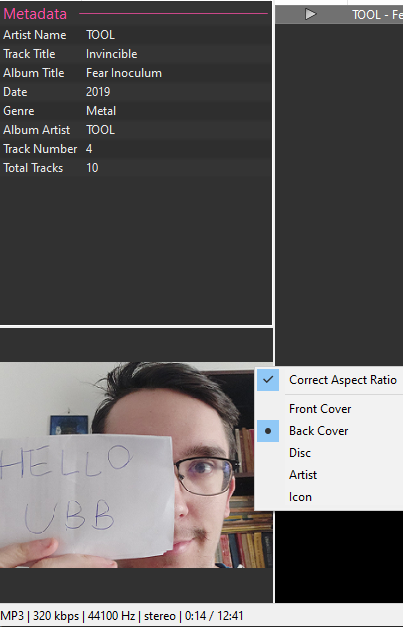 Metadata
TOOL - Fe
Artist Name TOOL
Track Title Invincible
Album Title Fear Inoculum
Date 2019
Genre Metal
Album Artist TOOL
Track Number 4
Total Tracks 10
Correct Aspect Ratio
Front Cover
Back Cover
Disc
Artist
Icon
HELLO
UBB
MP3 | 320 kbps | 44100 Hz | stereo | 0:14 / 12:41